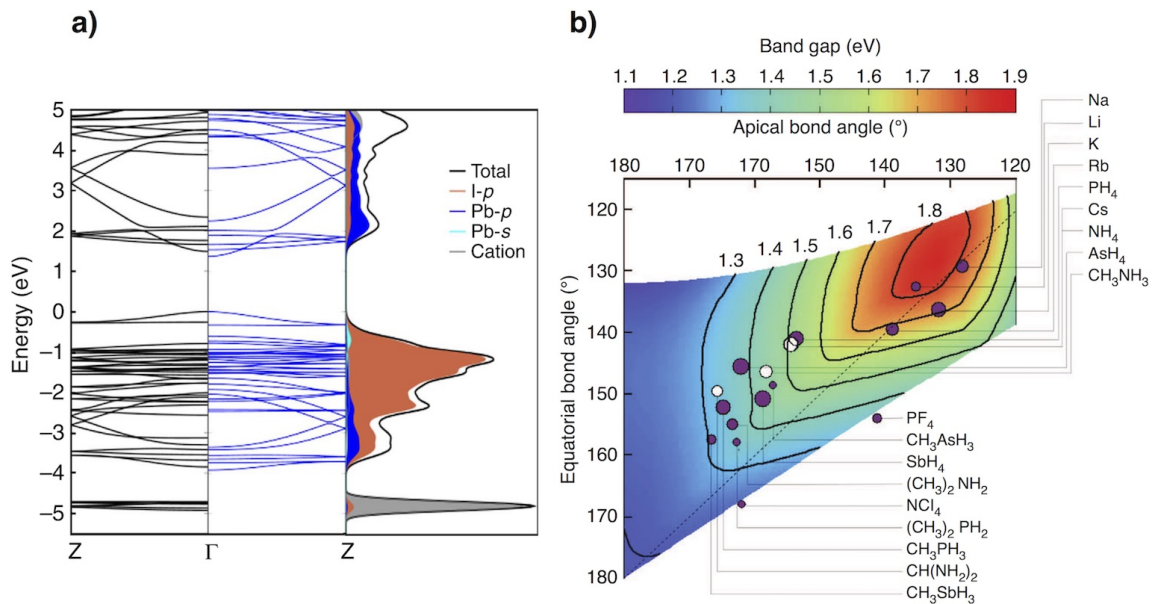 a)
b)
Band gap (eV)
1.1 1.2 1.3 1.4 1.5 1.6 1.7 1.8 1.9
Apical bond angle (°)
180 170 170 150 140 130 120
Energy (eV)
5
4
3
2
1
0
−1
−2
−3
−4
−5
Z Γ Z
Total
I-p
Pb-p
Pb-s
Cation
Equatorial bond angle (°)
120
130
140
150
160
170
180
1.3 1.4 1.5 1.6 1.7 1.8
Na
Li
K
Rb
PH₄
Cs
NH₄
AsH₄
CH₃NH₃
PF₄
CH₃AsH₃
SbH₄
(CH₃)₂ NH₂
NCl₄
(CH₃)₂ PH₂
CH₃PH₃
CH(NH₂)₂
CH₃SbH₃